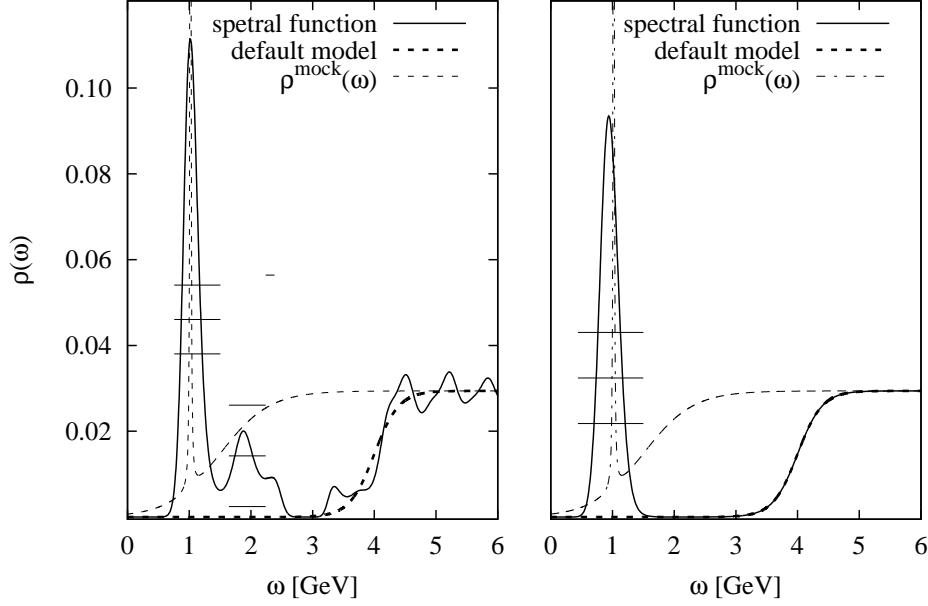 spetral function
default model
ρ^mock(ω)
spectral function
default model
ρ^mock(ω)
0.10
0.08
0.06
0.04
0.02
ρ(ω)
0 1 2 3 4 5 6
0 1 2 3 4 5 6
ω [GeV]
ω [GeV]